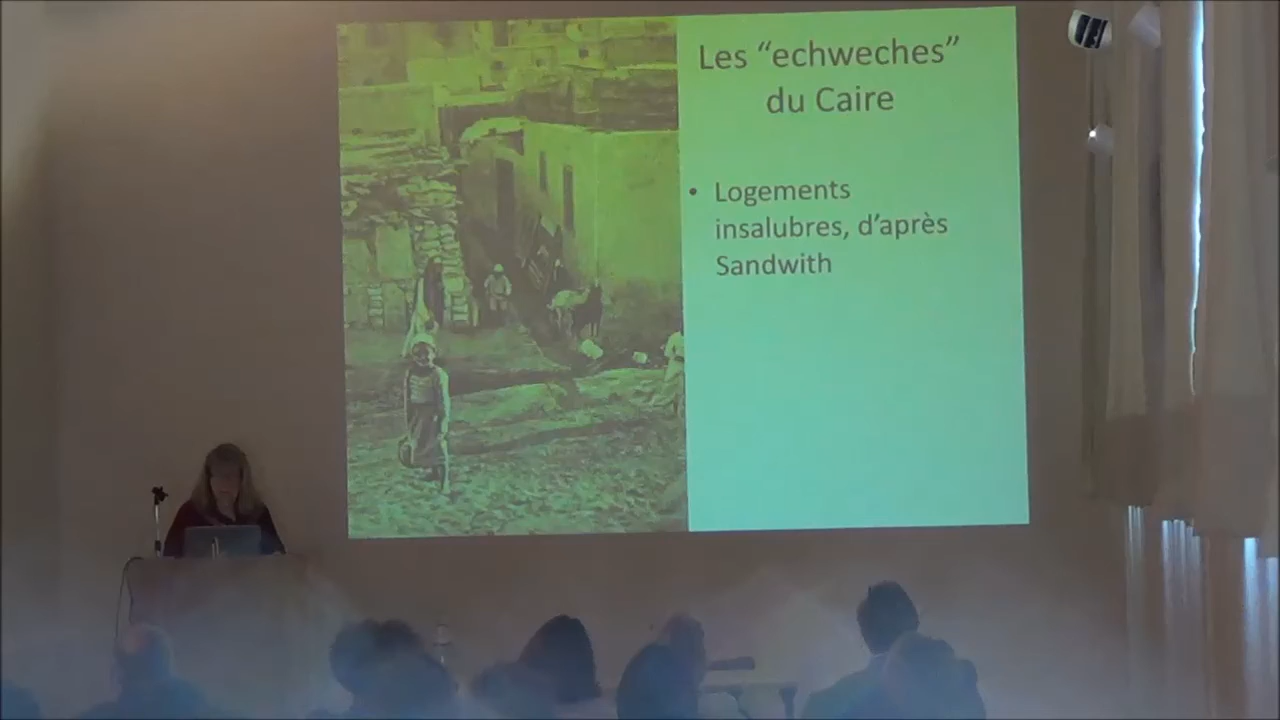 Les “echweches”
du Caire
• Logements
insalubres, d’après
Sandwith